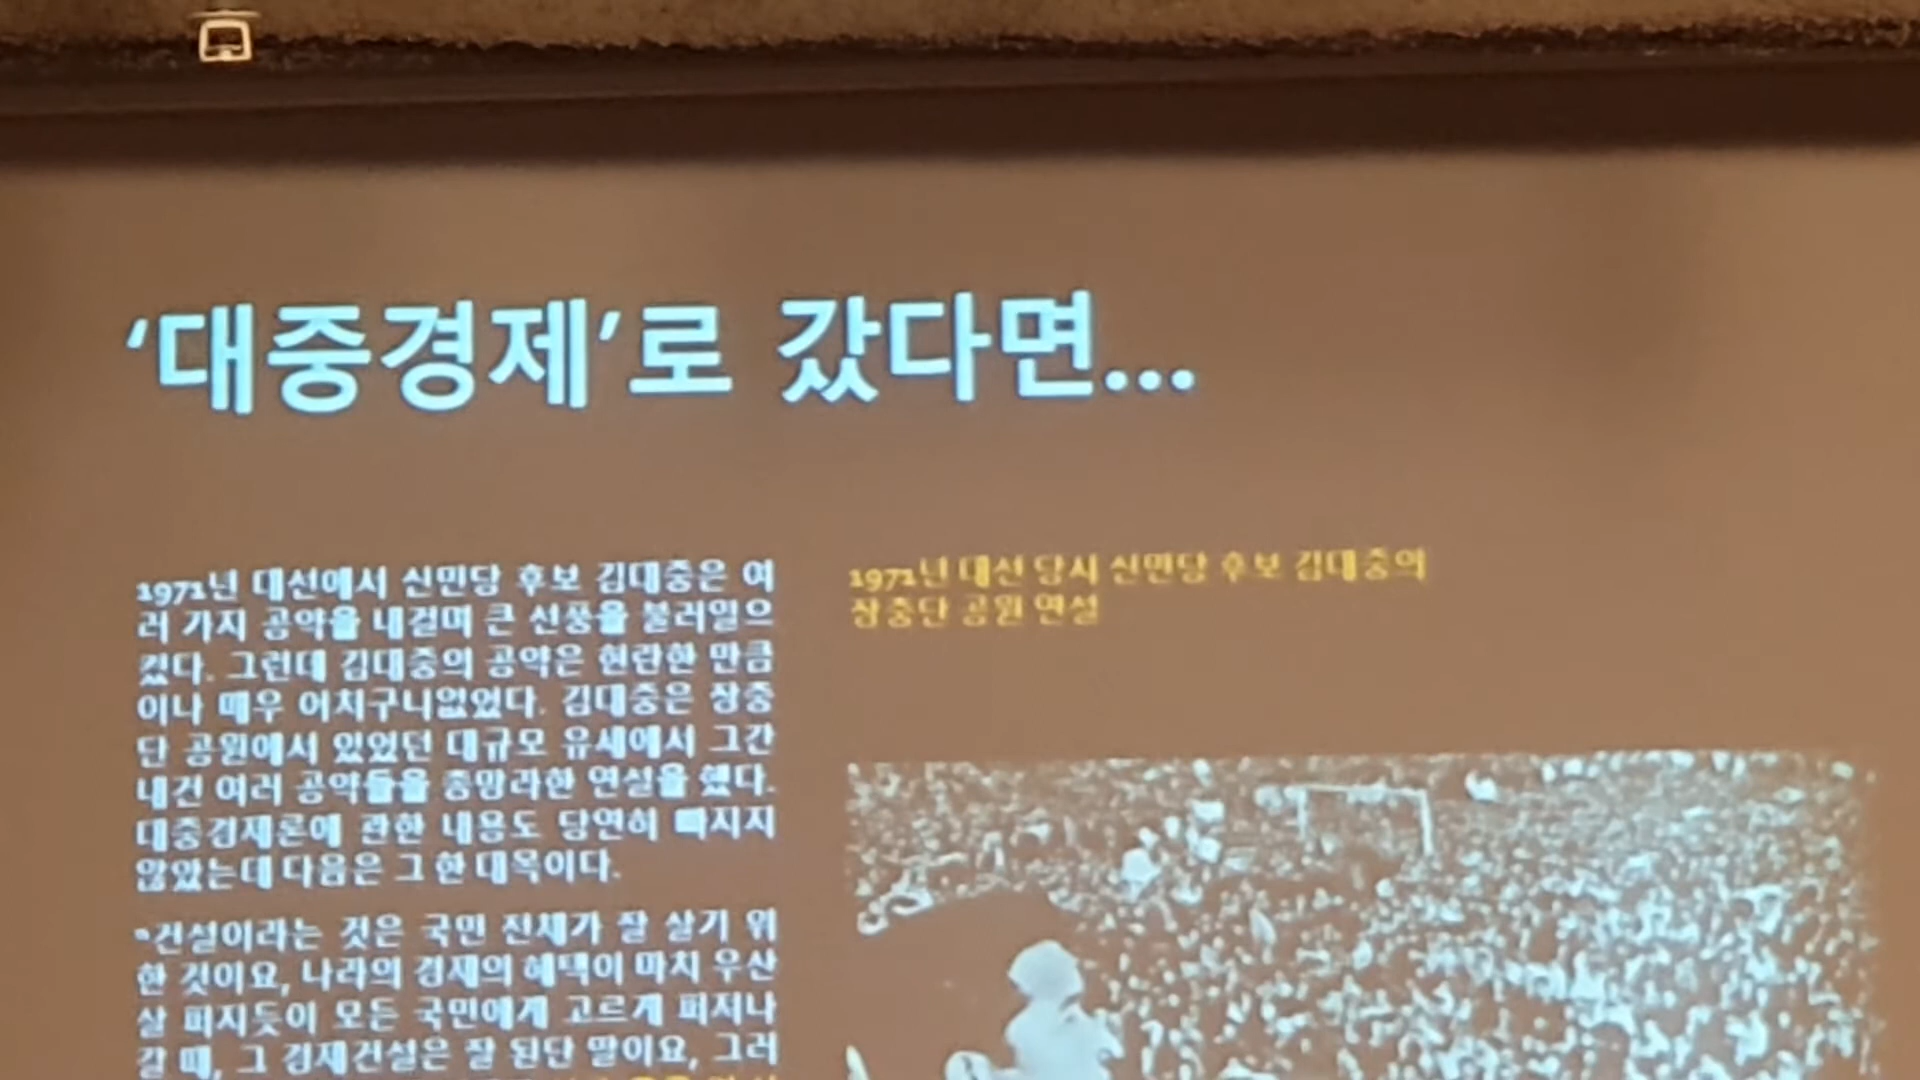 ‘대중경제’로 갔다면...
1971년 대선에서 신민당 후보 김대중은 여
러 가지 공약을 내걸며 큰 선풍을 불러일으
켰다. 그런데 김대중의 공약은 현란한 만큼
이나 매우 어처구니없었다. 김대중은 장충
단 공원에서 있었던 대규모 유세에서 그간
내건 여러 공약들을 총망라한 연설을 했다.
대중경제론에 관한 내용도 당연히 빠지지
않았는데 다음은 그 한 대목이다.
"건설이라는 것은 국민 전체가 잘 살기 위
한 것이요, 나라의 경제의 혜택이 마치 우산
살 퍼지듯이 모든 국민에게 고르게 퍼져나
갈 때, 그 경제건설은 잘 된단 말이요, 그러
1971년 대선 당시 신민당 후보 김대중의
장충단 공원 연설